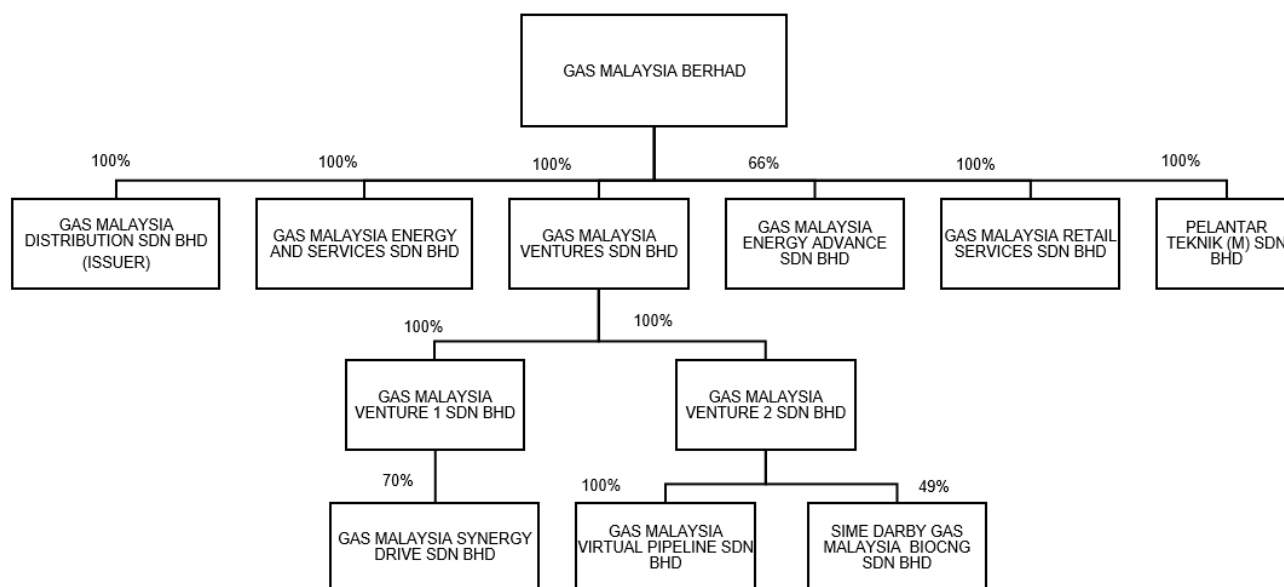 GAS MALAYSIA BERHAD
100%
100%
100%
66%
100%
100%
GAS MALAYSIA
DISTRIBUTION SDN BHD
(ISSUER)
GAS MALAYSIA ENERGY
AND SERVICES SDN BHD
GAS MALAYSIA
VENTURES SDN BHD
GAS MALAYSIA
ENERGY ADVANCE
SDN BHD
GAS MALAYSIA RETAIL
SERVICES SDN BHD
PELANTAR
TEKNIK (M) SDN
BHD
100%
100%
GAS MALAYSIA
VENTURE 1 SDN BHD
GAS MALAYSIA
VENTURE 2 SDN BHD
70%
100%
49%
GAS MALAYSIA SYNERGY
DRIVE SDN BHD
GAS MALAYSIA
VIRTUAL PIPELINE SDN
BHD
SIME DARBY GAS
MALAYSIA BIOCNG
SDN BHD